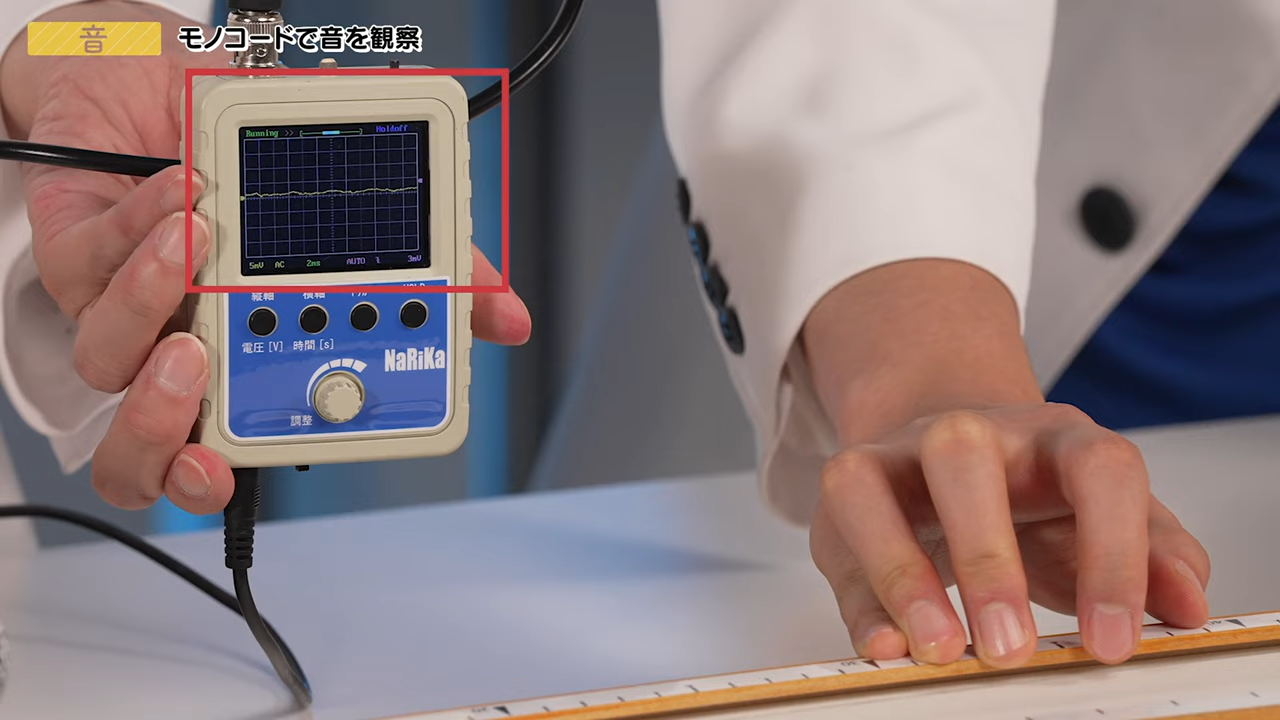 音
モノコードで音を観察
Running >> Holdoff
5mV AC 2ms AUTO 3mV
縦軸 横軸
電圧[V] 時間[s]
NaRiKa
調整
30